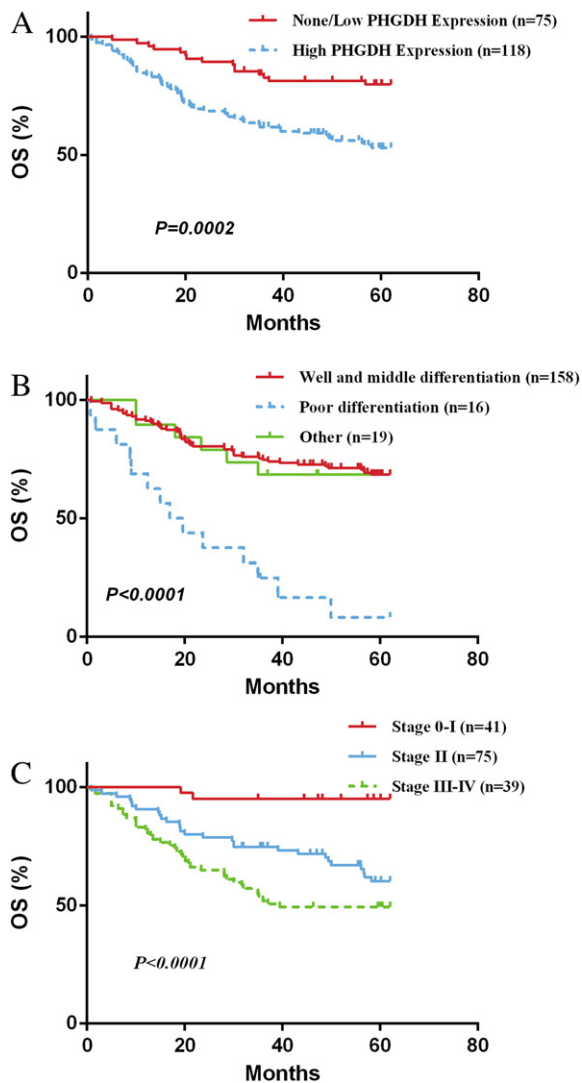 A
None/Low PHGDH Expression (n=75)
High PHGDH Expression (n=118)
100
50
0
OS (%)
P=0.0002
0 20 40 60 80
Months
B
Well and middle differentiation (n=158)
Poor differentiation (n=16)
Other (n=19)
100
50
0
OS (%)
P<0.0001
0 20 40 60 80
Months
Stage 0-I (n=41)
Stage II (n=75)
Stage III-IV (n=39)
C
100
50
0
OS (%)
P<0.0001
0 20 40 60 80
Months